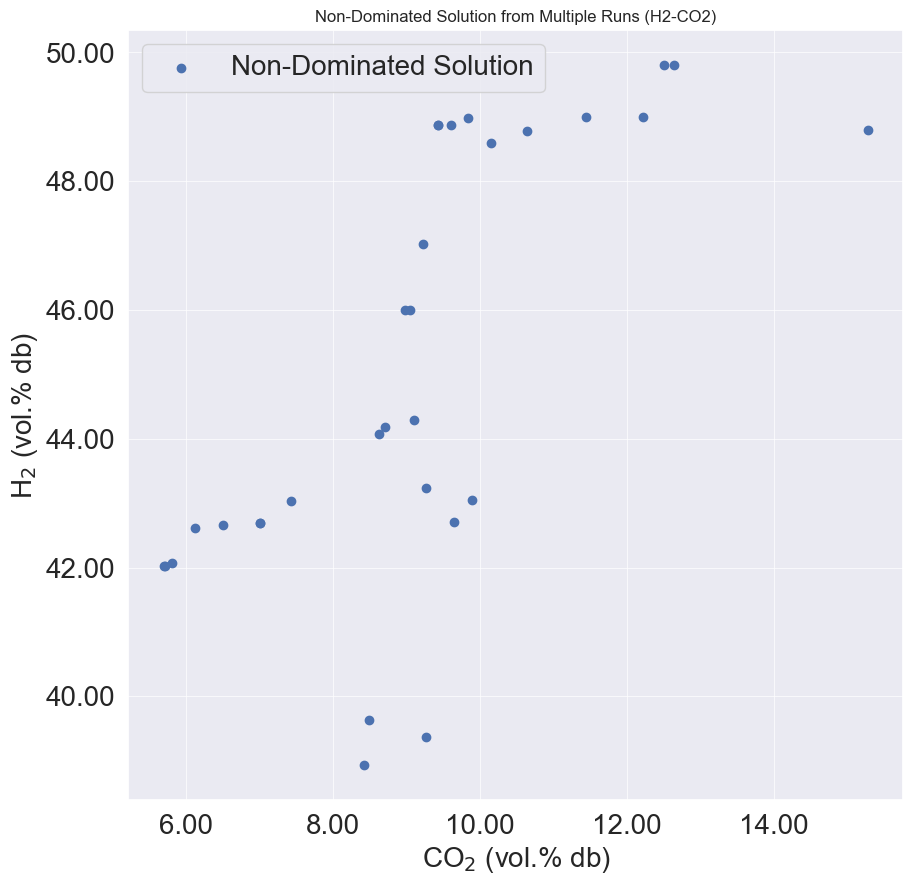 Non-Dominated Solution from Multiple Runs (H2-CO2)
Non-Dominated Solution
50.00
48.00
46.00
44.00
42.00
40.00
H₂ (vol.% db)
6.00 8.00 10.00 12.00 14.00
CO₂ (vol.% db)